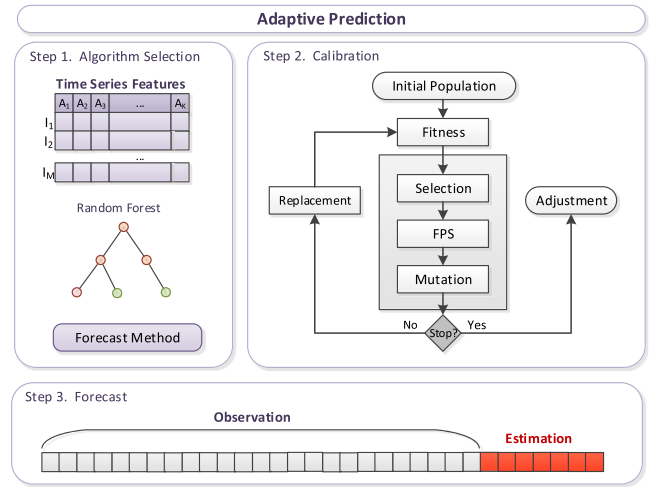 Adaptive Prediction
Step 1. Algorithm Selection
Time Series Features
A1 A2 A3 ... AK
I1
I2
...
IM
Random Forest
Forecast Method
Step 2. Calibration
Initial Population
Fitness
Selection
Replacement
Adjustment
FPS
Mutation
No
Stop?
Yes
Step 3. Forecast
Observation
Estimation